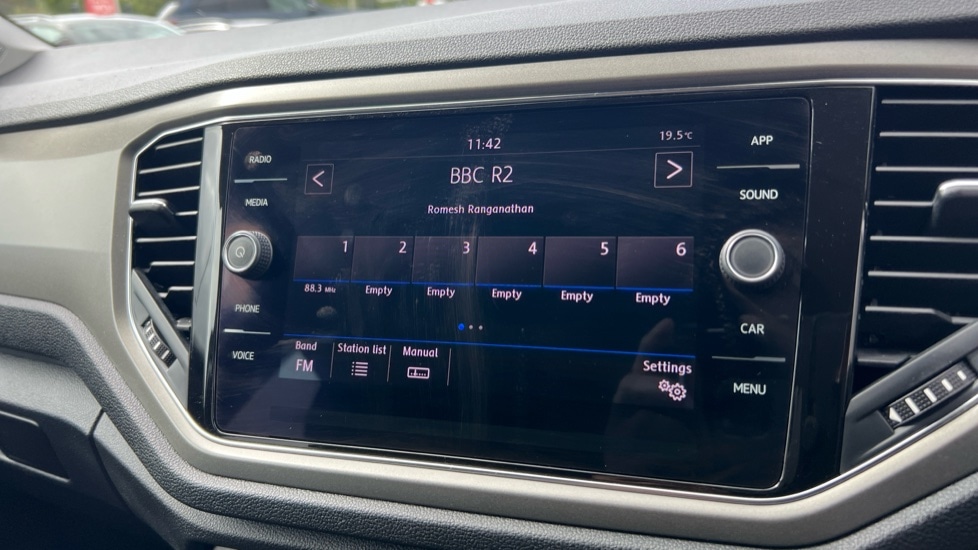 11:42
19.5°C
BBC R2
Romesh Ranganathan
RADIO
MEDIA
PHONE
VOICE
1 2 3 4 5 6
88.3 MHz Empty Empty Empty Empty Empty
Band
FM
Station list
Manual
Settings
APP
SOUND
CAR
MENU